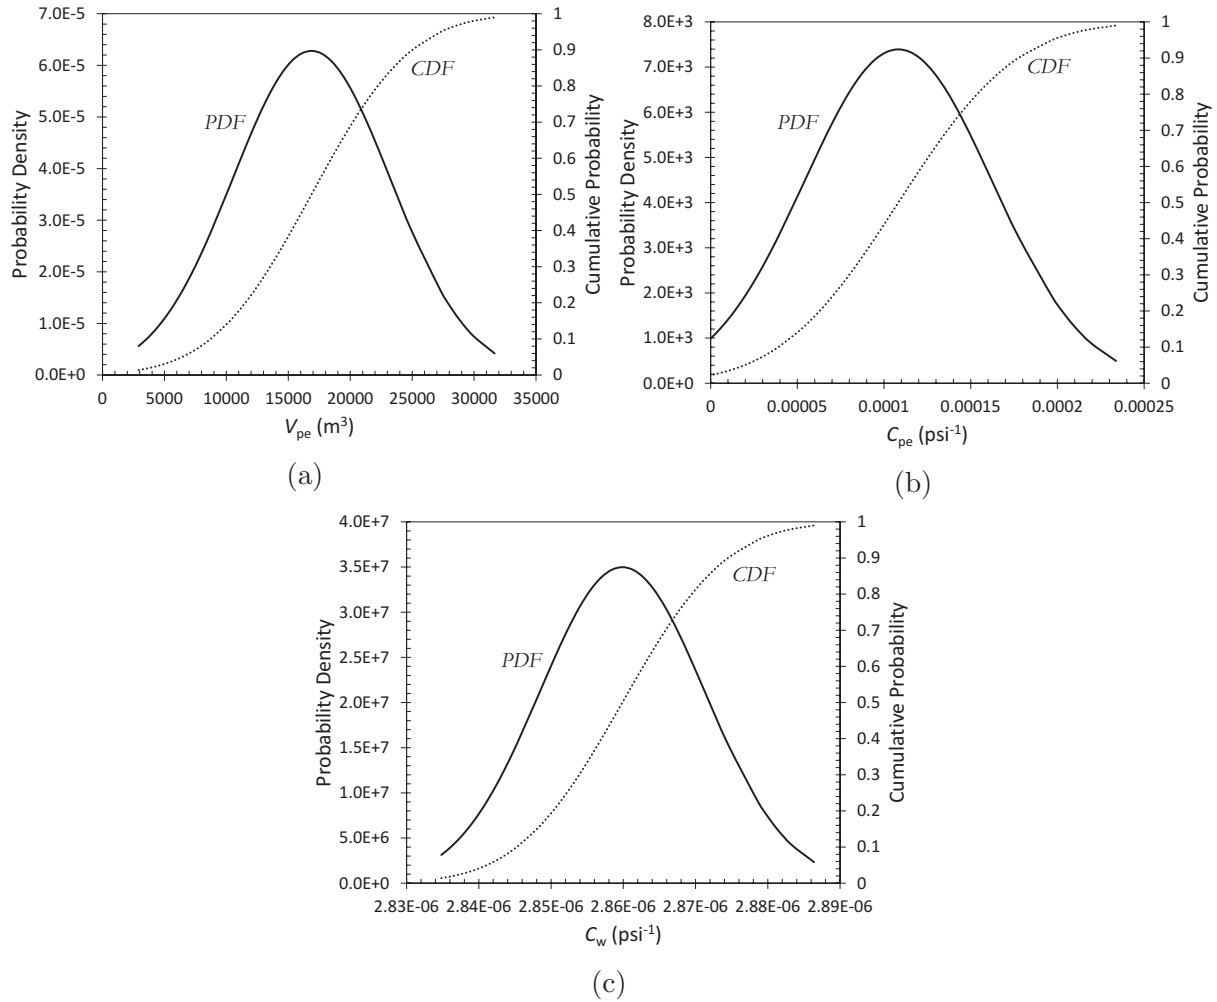 7.0E-5
6.0E-5
5.0E-5
4.0E-5
3.0E-5
2.0E-5
1.0E-5
0.0E+0
Probability Density
PDF
CDF
1
0.9
0.8
0.7
0.6
0.5
0.4
0.3
0.2
0.1
0
Cumulative Probability
0 5000 10000 15000 20000 25000 30000 35000
Vpe (m³)
(a)
8.0E+3
7.0E+3
6.0E+3
5.0E+3
4.0E+3
3.0E+3
2.0E+3
1.0E+3
0.0E+0
Probability Density
PDF
CDF
1
0.9
0.8
0.7
0.6
0.5
0.4
0.3
0.2
0.1
0
Cumulative Probability
0 0.00005 0.0001 0.00015 0.0002 0.00025
Cpe (psi⁻¹)
(b)
4.0E+7
3.5E+7
3.0E+7
2.5E+7
2.0E+7
1.5E+7
1.0E+7
5.0E+6
0.0E+0
Probability Density
PDF
CDF
1
0.9
0.8
0.7
0.6
0.5
0.4
0.3
0.2
0.1
0
Cumulative Probability
2.83E-06 2.84E-06 2.85E-06 2.86E-06 2.87E-06 2.88E-06 2.89E-06
Cw (psi⁻¹)
(c)